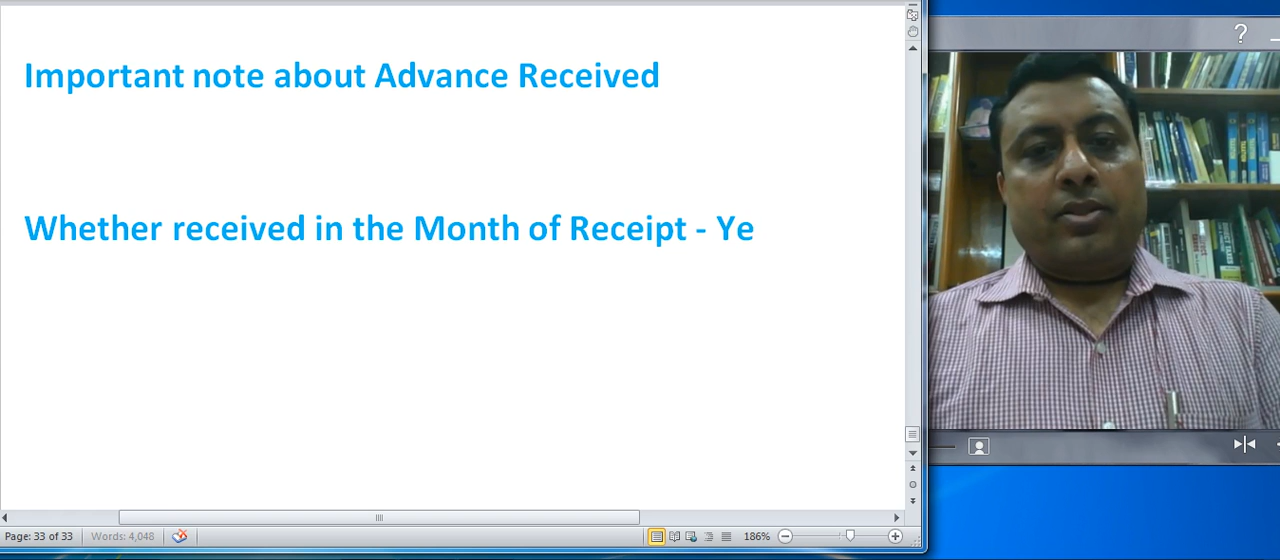 Important note about Advance Received
Whether received in the Month of Receipt - Ye
Page: 33 of 33
Words: 4,048
186%
?